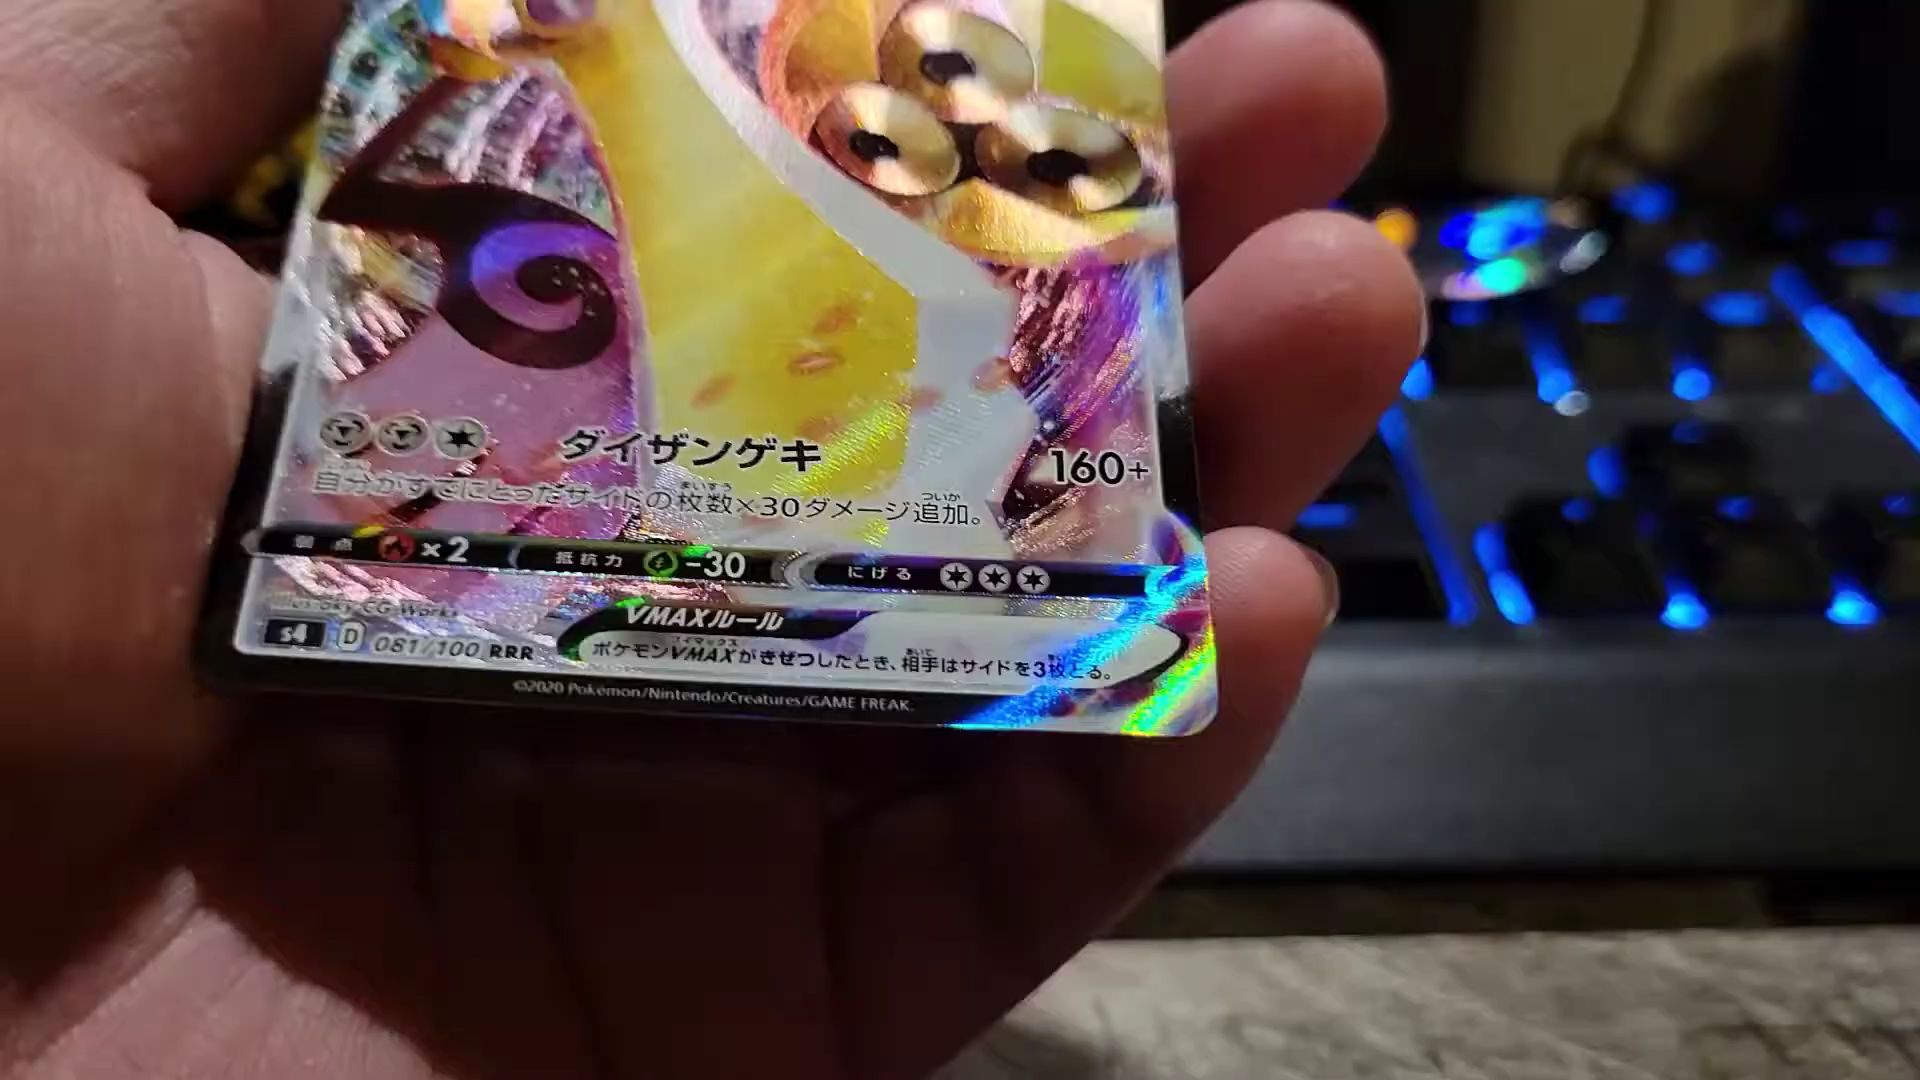 ダイザンゲキ 160+
自分がすでにとったサイドの枚数×30ダメージ追加。
弱点 ×2 抵抗力 -30 にげる
VMAXルール
s4 D 081/100 RRR
ポケモンVMAXがきぜつしたとき、相手はサイドを3枚とる。
©2020 Pokémon/Nintendo/Creatures/GAME FREAK.